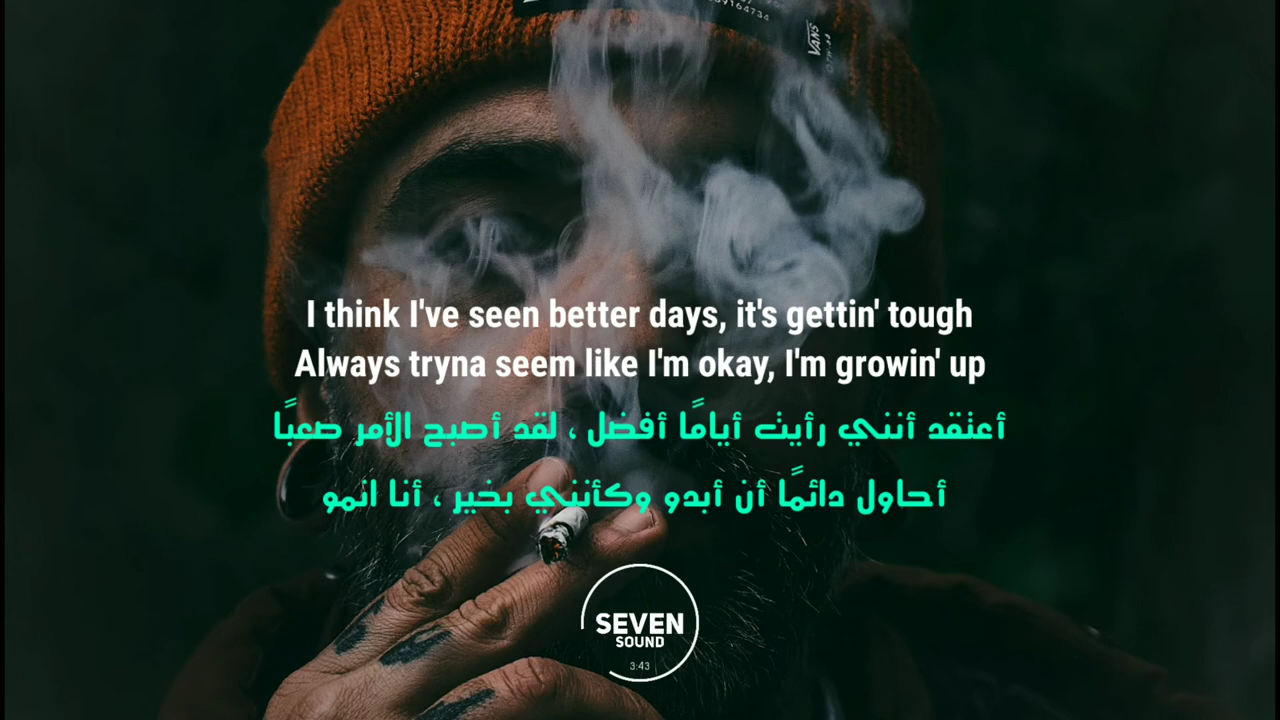 VANS
I think I've seen better days, it's gettin' tough
Always tryna seem like I'm okay, I'm growin' up
أعتقد أنني رأيت أيامًا أفضل ، لقد أصبح الأمر صعبًا
أحاول دائمًا أن أبدو وكأنني بخير ، أنا انمو
SEVEN
SOUND
3:43